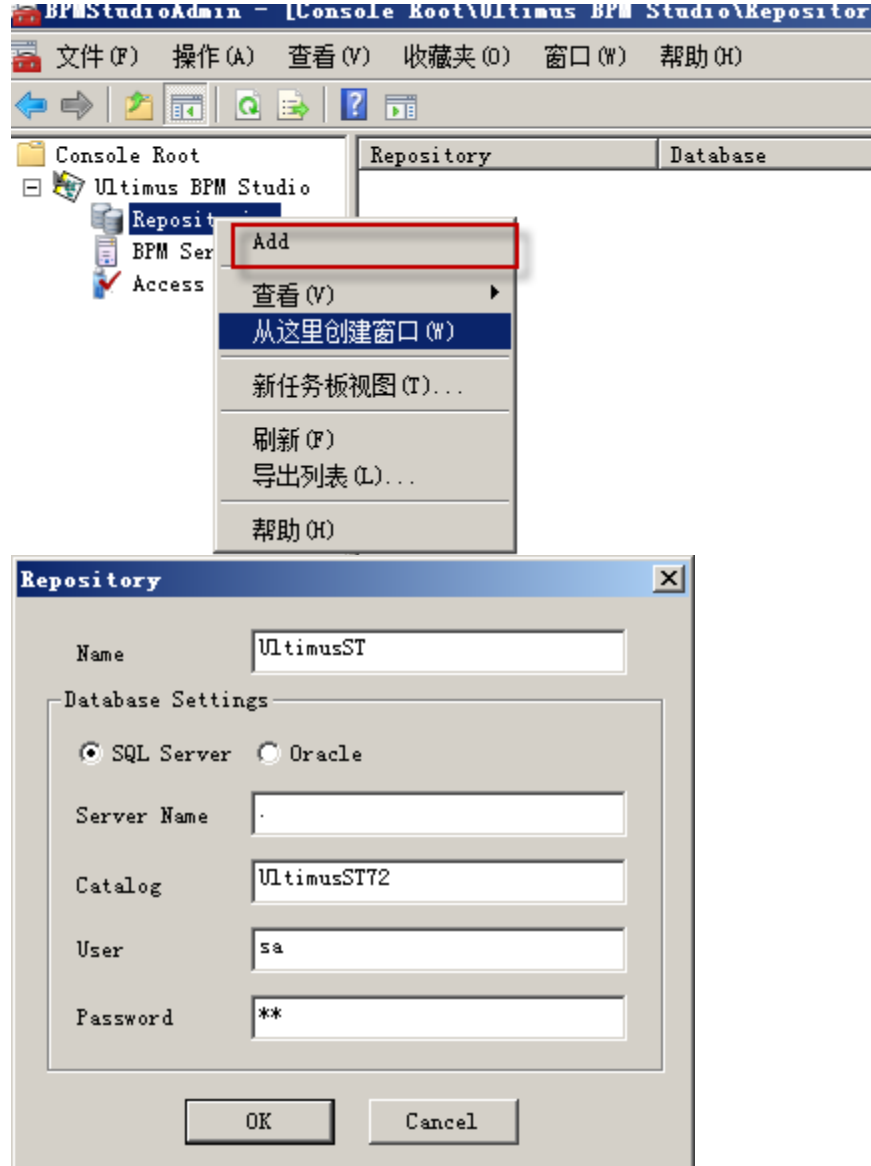 BPMStudioAdmin - [Console Root\Ultimus BPM Studio\Repositor
文件(F) 操作(A) 查看(V) 收藏夹(O) 窗口(W) 帮助(H)
Console Root
Repository Database
Ultimus BPM Studio
Reposit
BPM Ser
Access
Add
查看(V)
从这里创建窗口(W)
新任务板视图(T)...
刷新(F)
导出列表(L)...
帮助(H)
Repository
Name UltimusST
Database Settings
SQL Server Oracle
Server Name .
Catalog UltimusST72
User sa
Password **
OK Cancel